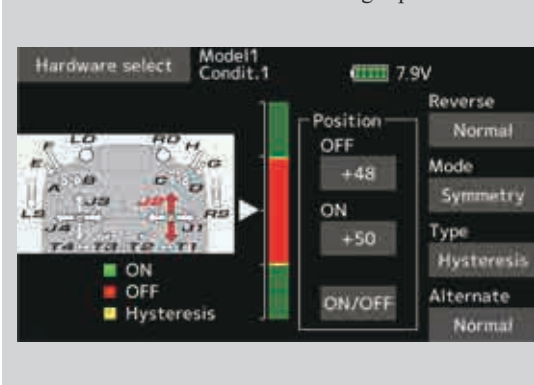 Hardware select
Model1
Condit.1
7.9V
LD RD
F H
E G
A B C D
J3 J2
LS RS
J4 J1
T4 T3 T2 T1
ON
OFF
Hysteresis
Position
OFF
+48
ON
+50
ON/OFF
Reverse
Normal
Mode
Symmetry
Type
Hysteresis
Alternate
Normal